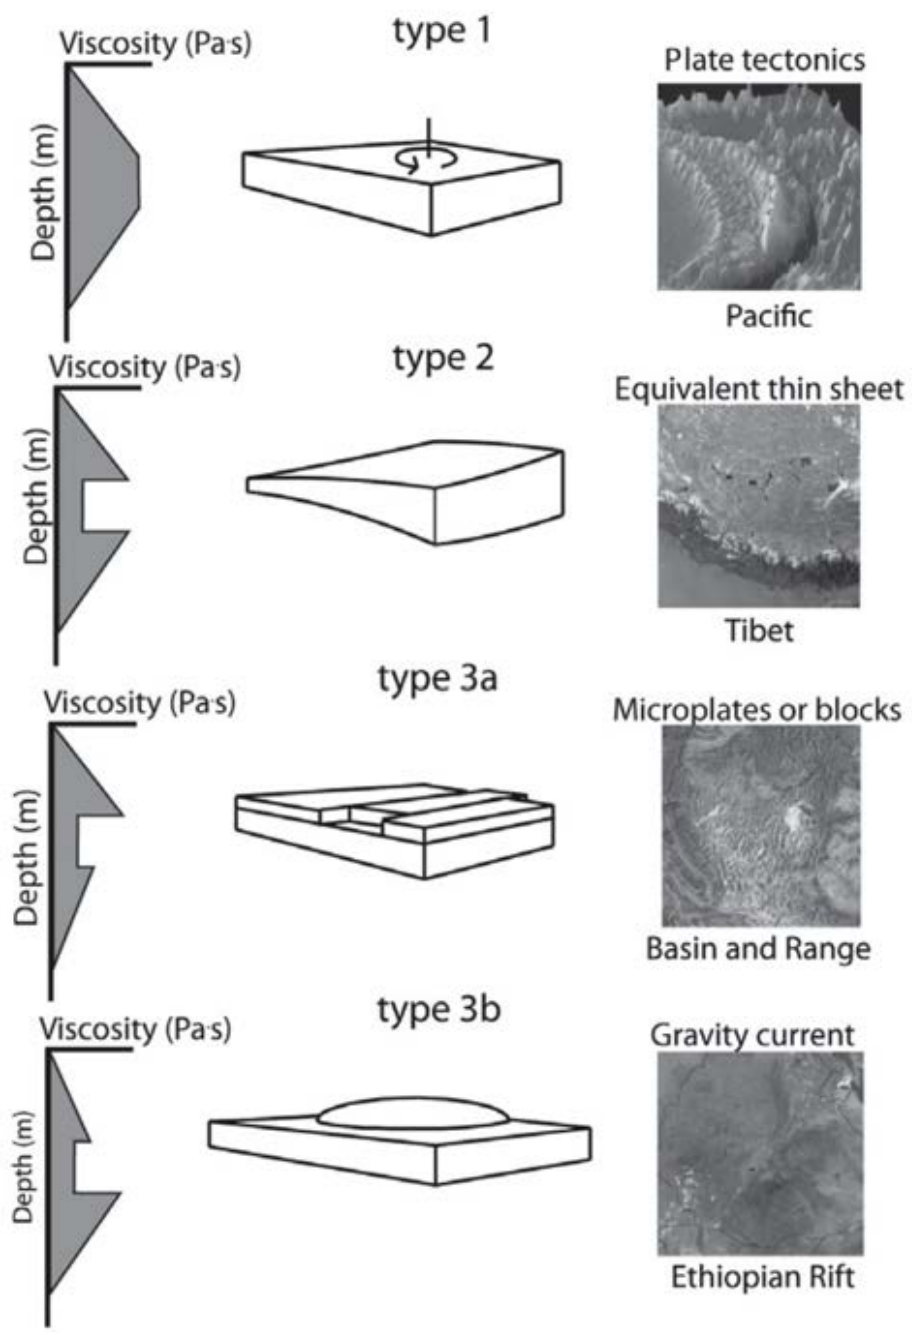 type 1
Viscosity (Pa·s)
Depth (m)
Plate tectonics
Pacific
type 2
Viscosity (Pa·s)
Depth (m)
Equivalent thin sheet
Tibet
type 3a
Viscosity (Pa·s)
Depth (m)
Microplates or blocks
Basin and Range
type 3b
Viscosity (Pa·s)
Depth (m)
Gravity current
Ethiopian Rift